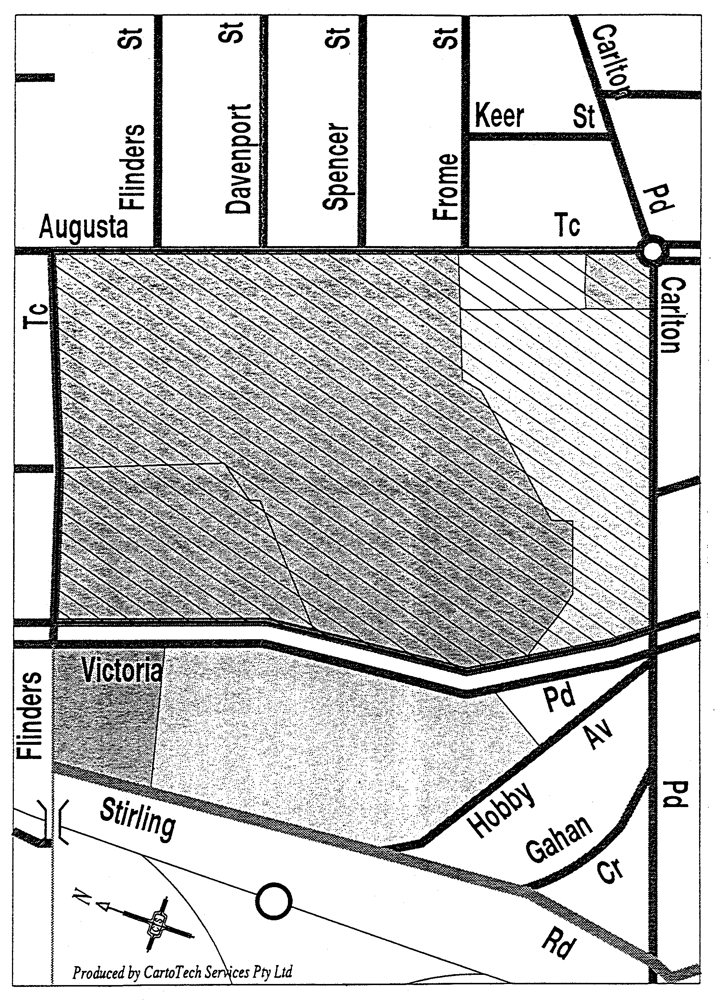 St
St
St
St
Carlton
Flinders
Davenport
Spencer
Frome
Keer St
Pd
Augusta
Tc
Tc
Carlton
Victoria
Pd
Flinders
Av
Pd
Hobby
Stirling
Gahan
Cr
N
CTS
Rd
Produced by CartoTech Services Pty Ltd